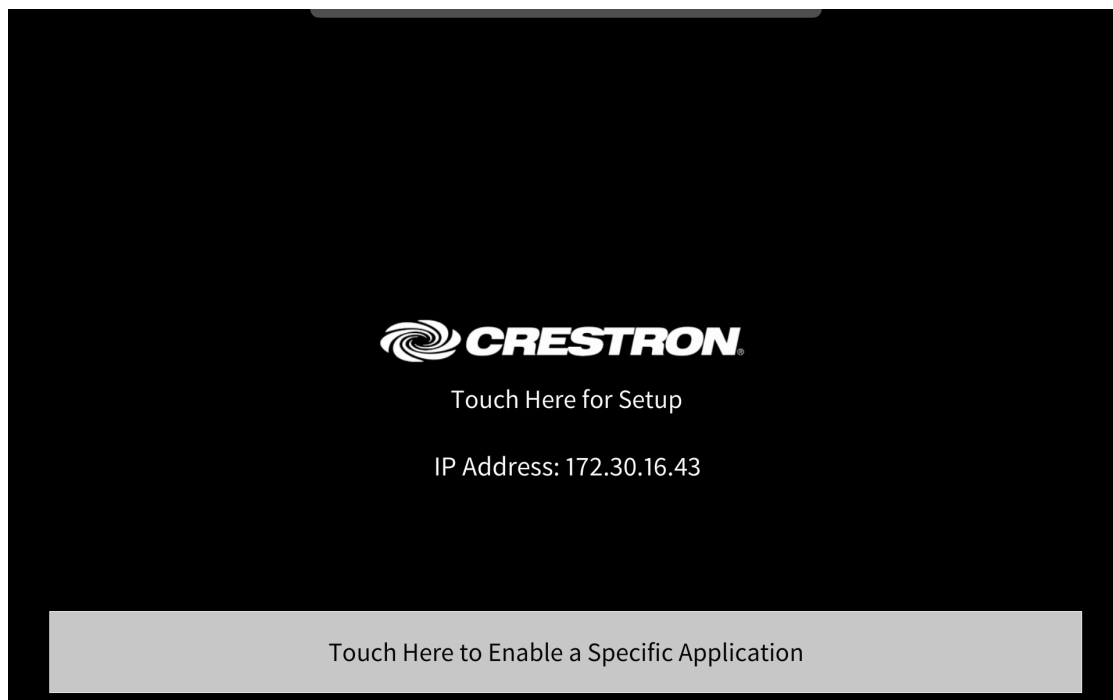 CRESTRON®
Touch Here for Setup
IP Address: 172.30.16.43
Touch Here to Enable a Specific Application